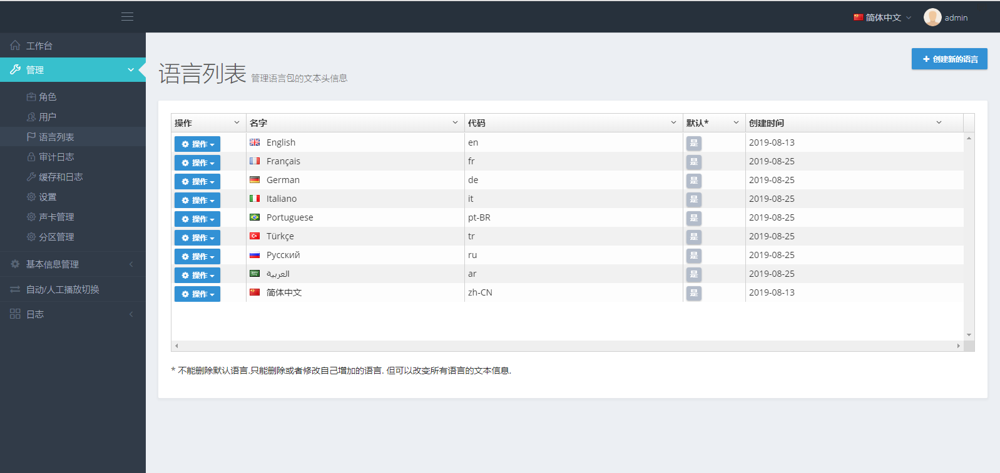 简体中文 admin
工作台
管理
角色
用户
语言列表
审计日志
缓存和日志
设置
声卡管理
分区管理
基本信息管理
自动/人工播放切换
日志
语言列表 管理语言包的文本头信息
创建新的语言
操作 名字 代码 默认* 创建时间
操作 English en 是 2019-08-13
操作 Français fr 是 2019-08-25
操作 German de 是 2019-08-25
操作 Italiano it 是 2019-08-25
操作 Portuguese pt-BR 是 2019-08-25
操作 Türkçe tr 是 2019-08-25
操作 Русский ru 是 2019-08-25
操作 العربية ar 是 2019-08-25
操作 简体中文 zh-CN 是 2019-08-13
* 不能删除默认语言.只能删除或者修改自己增加的语言. 但可以改变所有语言的文本信息.